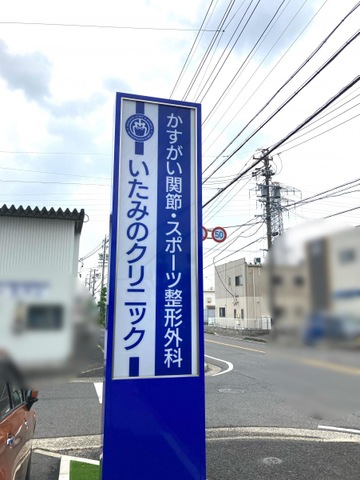 かすがい関節・スポーツ整形外科
いたみのクリニック
50